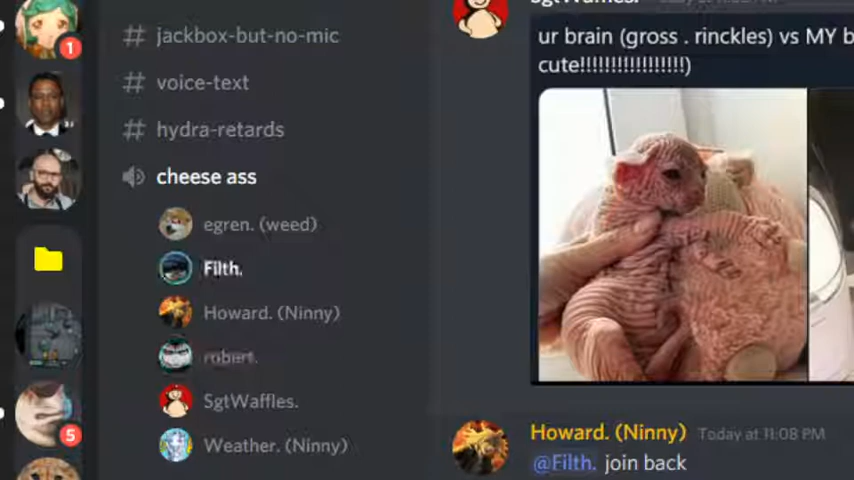 1
# jackbox-but-no-mic
# voice-text
# hydra-retards
cheese ass
egren. (weed)
Filth.
Howard. (Ninny)
robert.
SgtWaffles.
Weather. (Ninny)
5
SgtWaffles.
ur brain (gross . rinckles) vs MY b
cute!!!!!!!!!!!!!!!!!)
Howard. (Ninny) Today at 11:08 PM
@Filth. join back